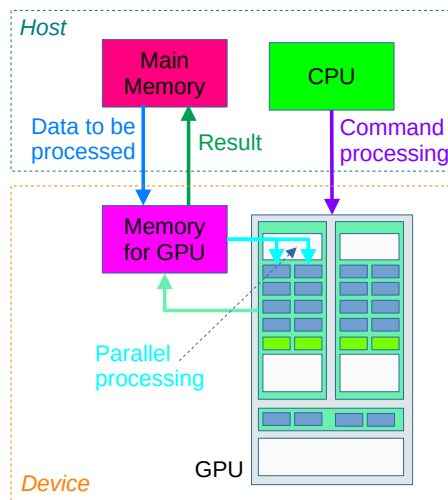 Host
Main
Memory
CPU
Data to be
processed
Result
Command
processing
Memory
for GPU
Parallel
processing
GPU
Device